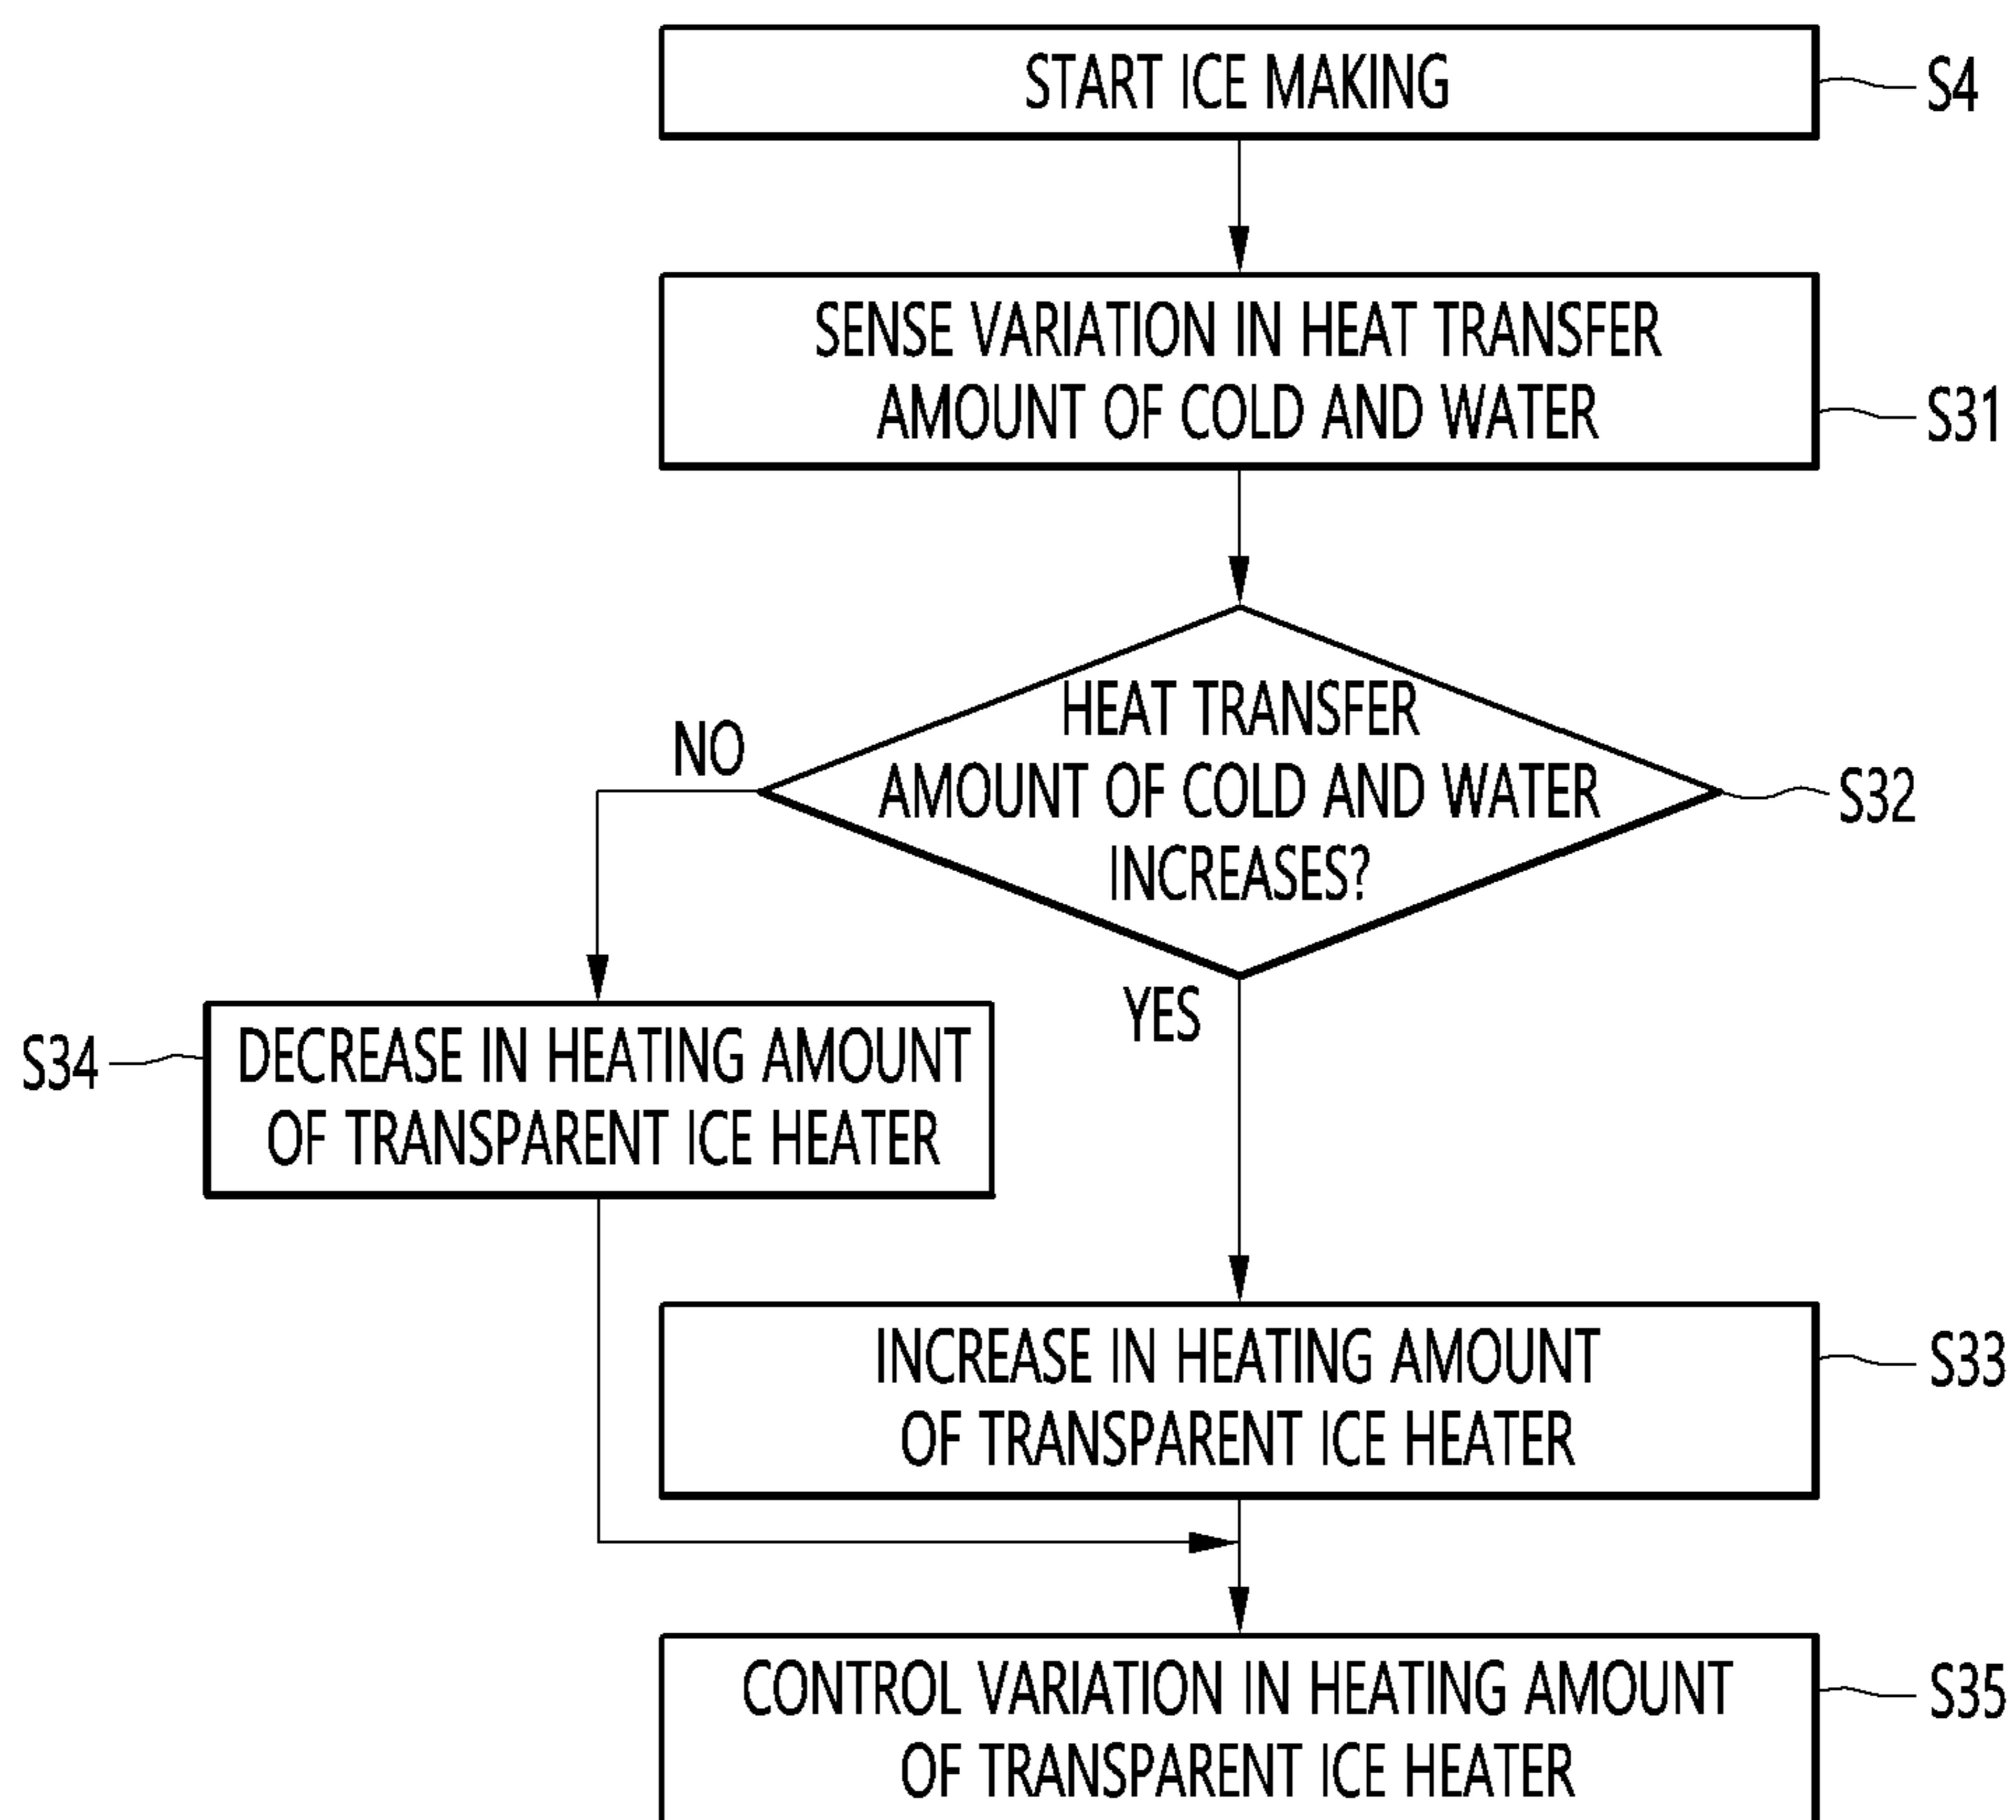 START ICE MAKING
S4
SENSE VARIATION IN HEAT TRANSFER
AMOUNT OF COLD AND WATER
S31
HEAT TRANSFER
AMOUNT OF COLD AND WATER
INCREASES?
S32
NO
YES
S34
DECREASE IN HEATING AMOUNT
OF TRANSPARENT ICE HEATER
INCREASE IN HEATING AMOUNT
OF TRANSPARENT ICE HEATER
S33
CONTROL VARIATION IN HEATING AMOUNT
OF TRANSPARENT ICE HEATER
S35